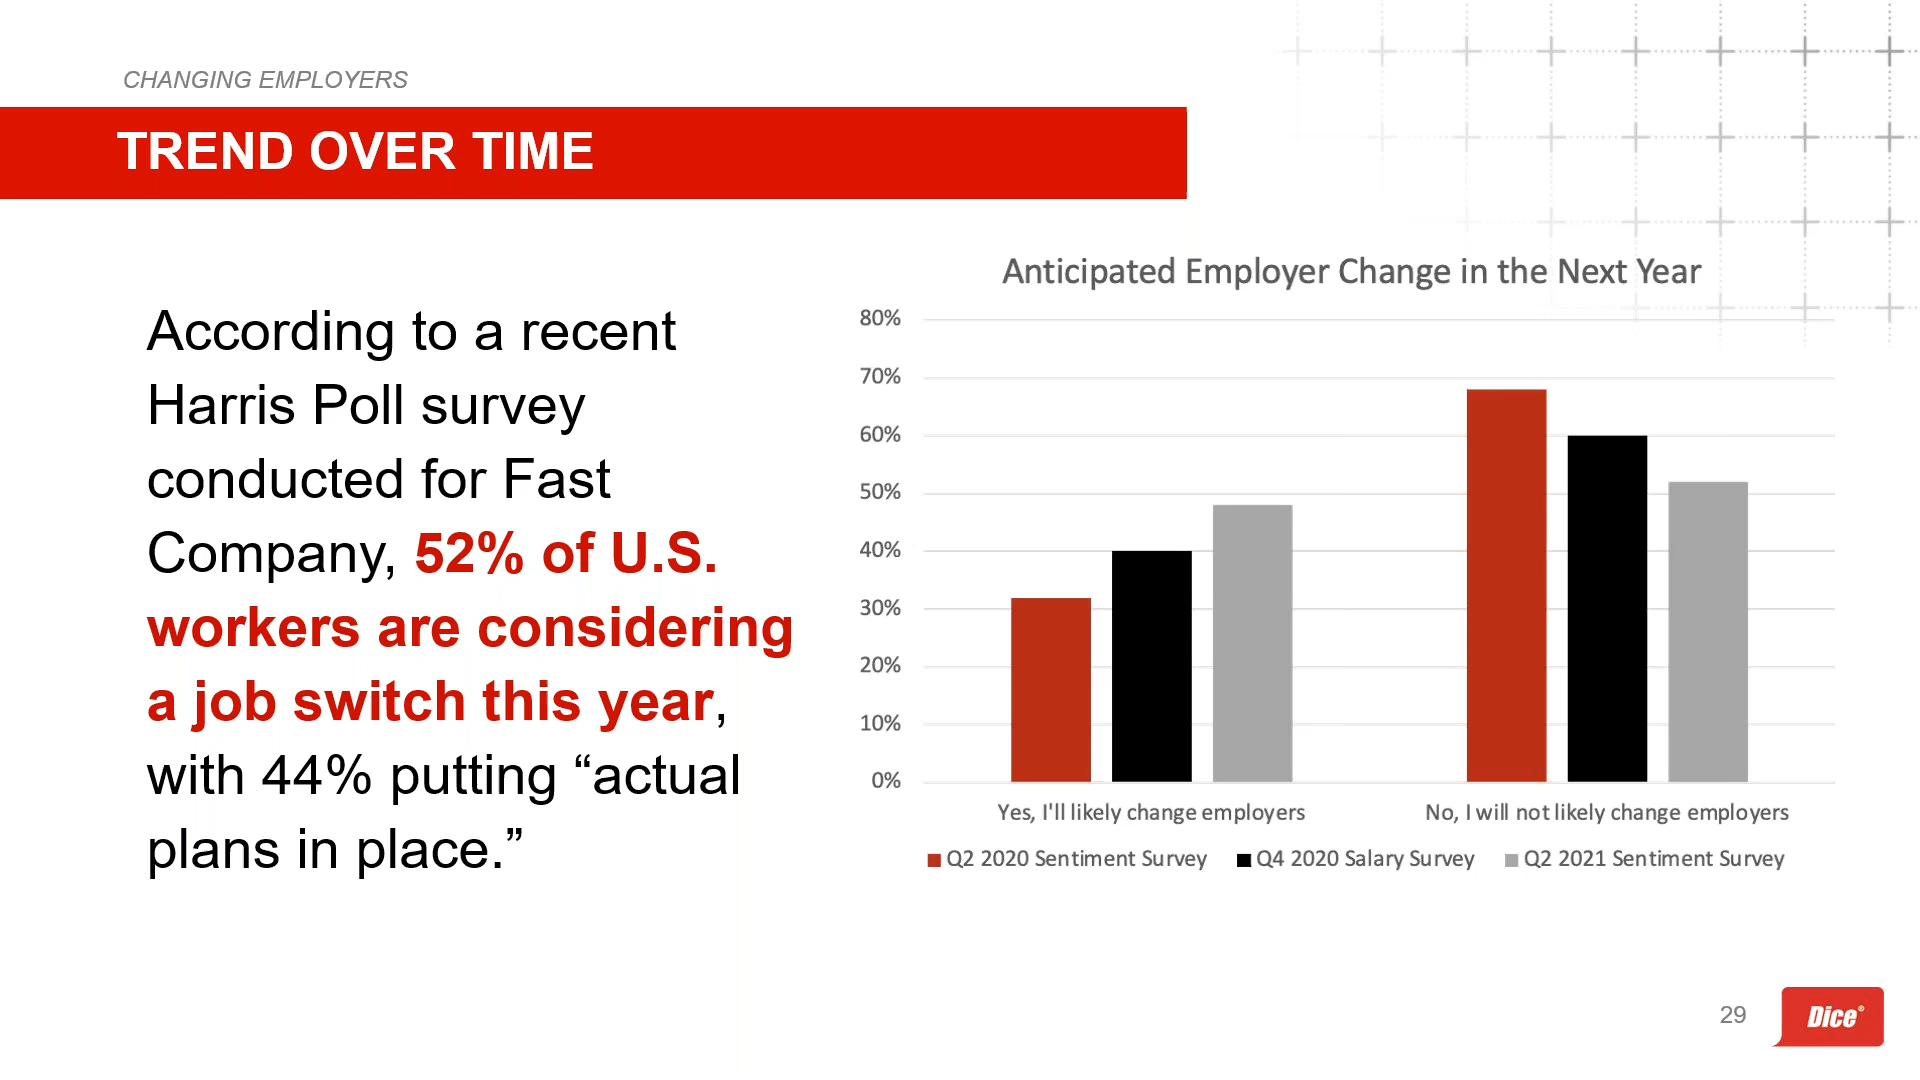 CHANGING EMPLOYERS
TREND OVER TIME
According to a recent
Harris Poll survey
conducted for Fast
Company, 52% of U.S.
workers are considering
a job switch this year,
with 44% putting “actual
plans in place.”
Anticipated Employer Change in the Next Year
80%
70%
60%
50%
40%
30%
20%
10%
0%
Yes, I'll likely change employers
No, I will not likely change employers
Q2 2020 Sentiment Survey
Q4 2020 Salary Survey
Q2 2021 Sentiment Survey
29
Dice®